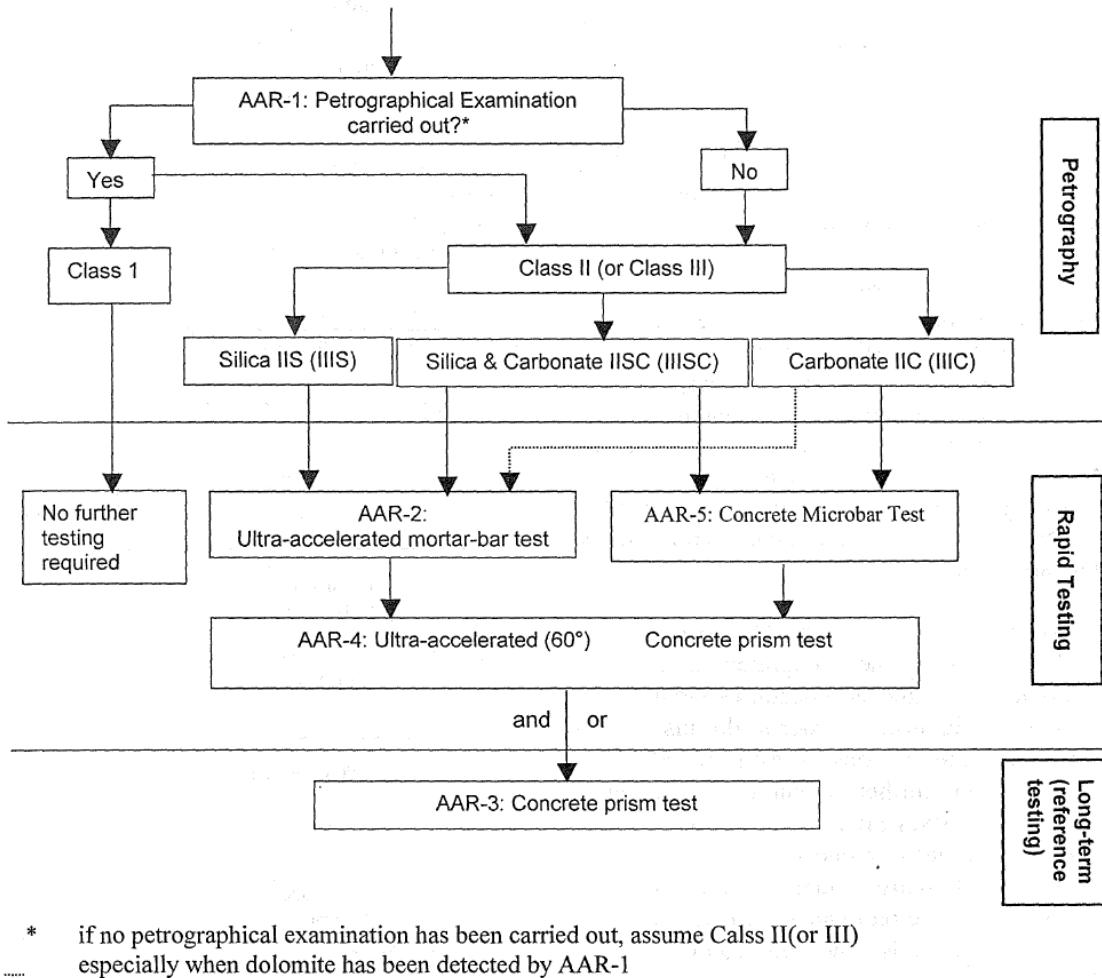 AAR-1: Petrographical Examination
carried out?*
Yes
No
Class 1
Class II (or Class III)
Silica IIS (IIIS)
Silica & Carbonate IISC (IIISC)
Carbonate IIC (IIIC)
Petrography
No further
testing
required
AAR-2:
Ultra-accelerated mortar-bar test
AAR-5: Concrete Microbar Test
AAR-4: Ultra-accelerated (60°) Concrete prism test
Rapid Testing
and or
AAR-3: Concrete prism test
Long-term
(reference
testing)
* if no petrographical examination has been carried out, assume Calss II(or III)
...... especially when dolomite has been detected by AAR-1